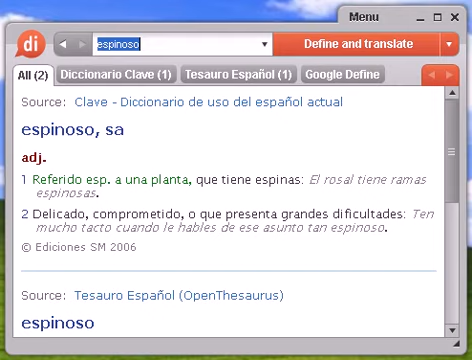 Menu
di espinoso Define and translate
All (2) Diccionario Clave (1) Tesauro Español (1) Google Define
Source: Clave - Diccionario de uso del español actual
espinoso, sa
adj.
1 Referido esp. a una planta, que tiene espinas: El rosal tiene ramas
espinosas.
2 Delicado, comprometido, o que presenta grandes dificultades: Ten
mucho tacto cuando le hables de ese asunto tan espinoso.
© Ediciones SM 2006
Source: Tesauro Español (OpenThesaurus)
espinoso